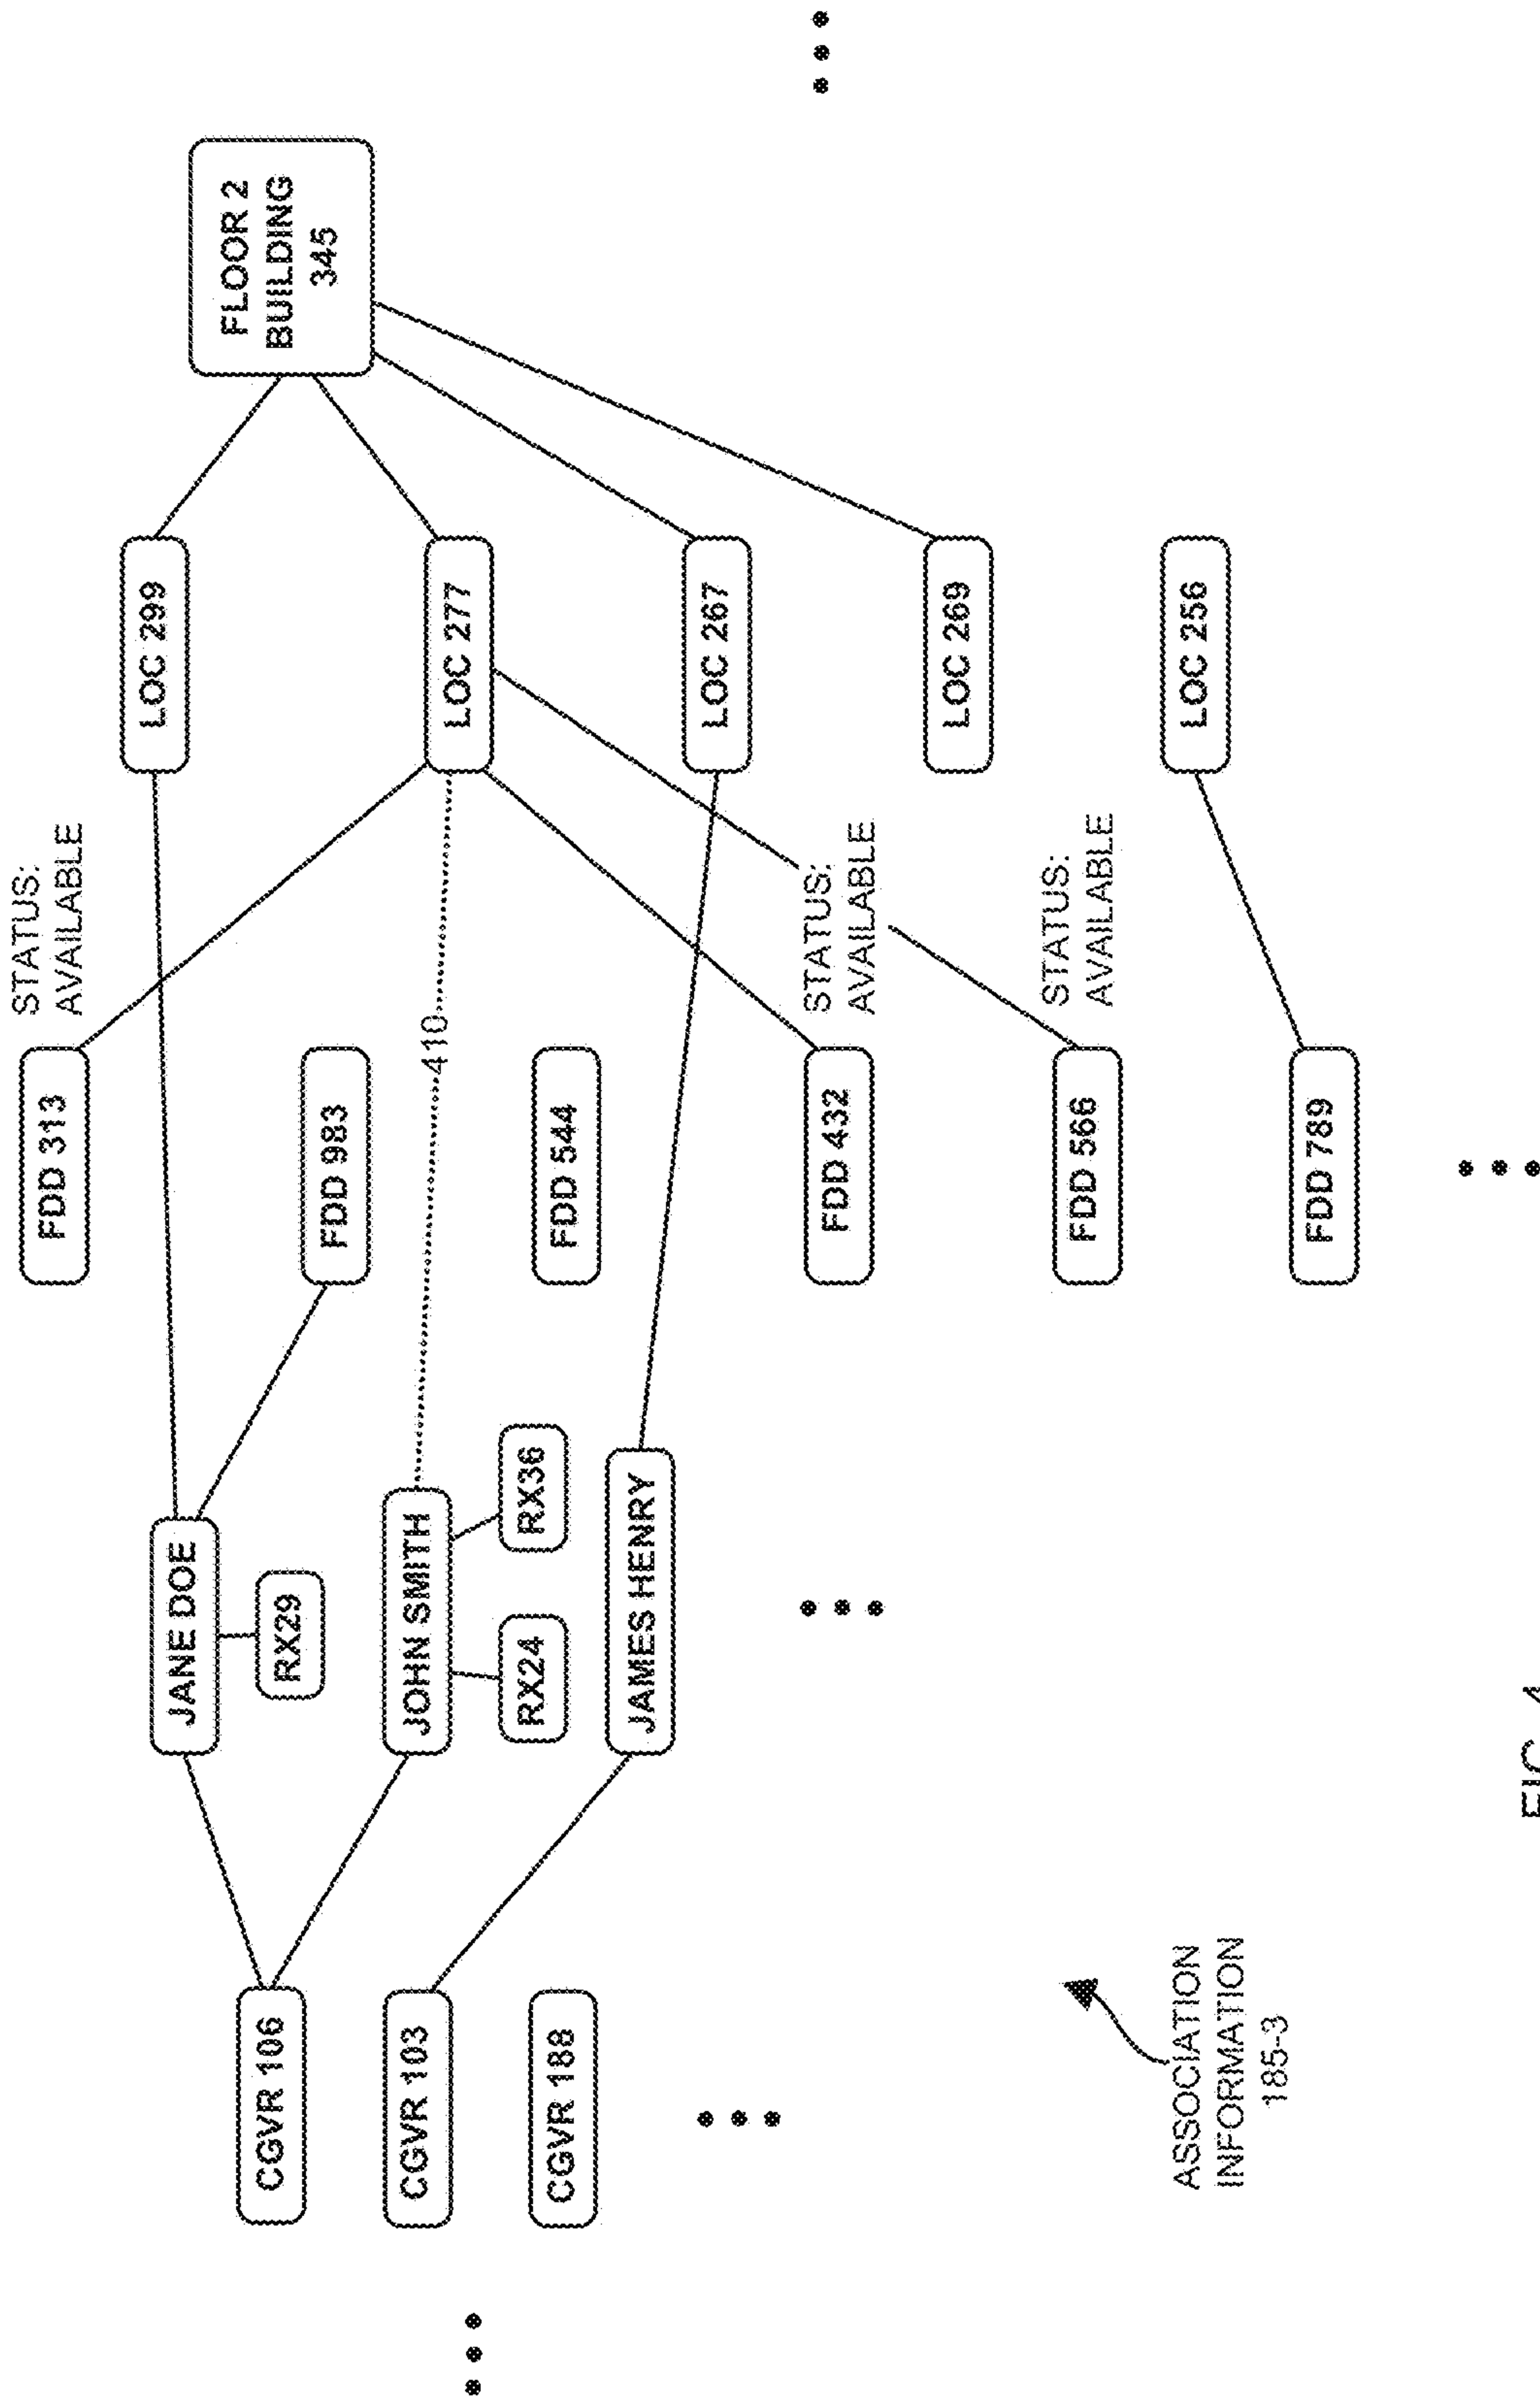 CGVR 106
CGVR 103
CGVR 188
JANE DOE
RX29
JOHN SMITH
RX24
RX36
JAMES HENRY
410
FDD 313
STATUS:
AVAILABLE
FDD 983
FDD 544
FDD 432
STATUS:
AVAILABLE
FDD 566
STATUS:
AVAILABLE
FDD 789
LOC 299
LOC 277
LOC 267
LOC 269
LOC 256
FLOOR 2
BUILDING
345
ASSOCIATION
INFORMATION
185-3
FIG. 4